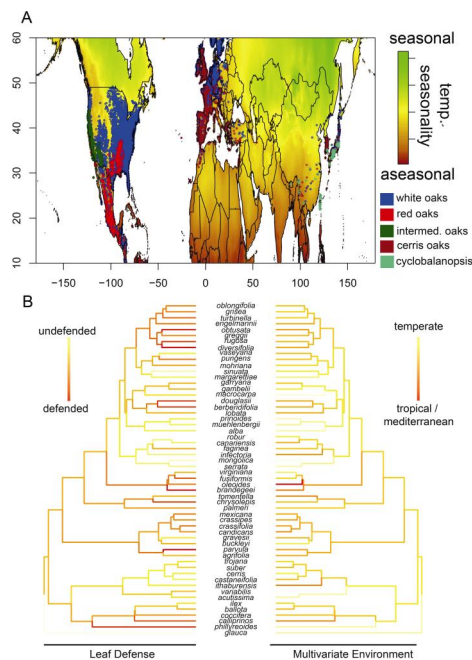 A
60
50
40
30
20
10
-150
-100
-50
0
50
100
150
seasonal
temp. seasonality
aseasonal
white oaks
red oaks
intermed. oaks
cerris oaks
cyclobalanopsis
B
undefended
defended
temperate
tropical / mediterranean
oblongifolia
grisea
turbinella
engelmannii
obtusata
greggii
rugosa
diversifolia
vaseyana
pungens
mohriana
sinuata
margarettiae
garryana
gambelii
macrocarpa
douglasii
berberidifolia
lobata
prinoides
muehlenbergii
alba
robur
canariensis
faginea
infectoria
mongolica
serrata
virginiana
fusiformis
oleoides
brandegeei
tomentella
chrysolepis
palmeri
mexicana
crassipes
crassifolia
candicans
gravesii
buckleyi
parvula
agrifolia
trojana
suber
cerris
castaneifolia
ithaburensis
variabilis
acutissima
ilex
ballota
coccifera
calliprinos
phillyreoides
glauca
Leaf Defense
Multivariate Environment